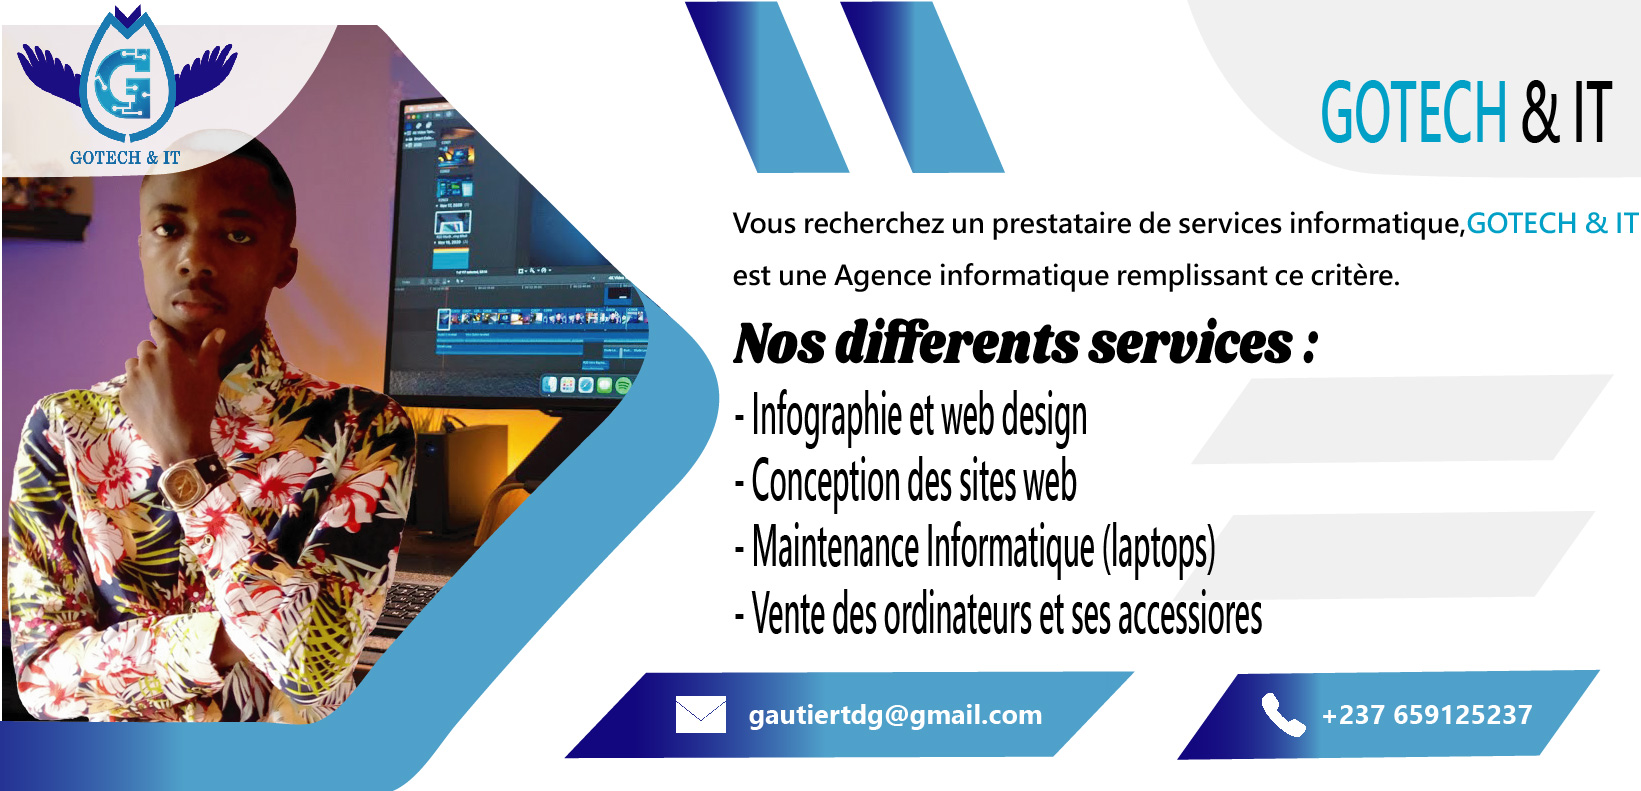 GOTECH & IT
GOTECH & IT
Vous recherchez un prestataire de services informatique,GOTECH & IT
est une Agence informatique remplissant ce critère.
Nos differents services :
- Infographie et web design
- Conception des sites web
- Maintenance Informatique (laptops)
- Vente des ordinateurs et ses accessiores
gautiertdg@gmail.com
+237 659125237